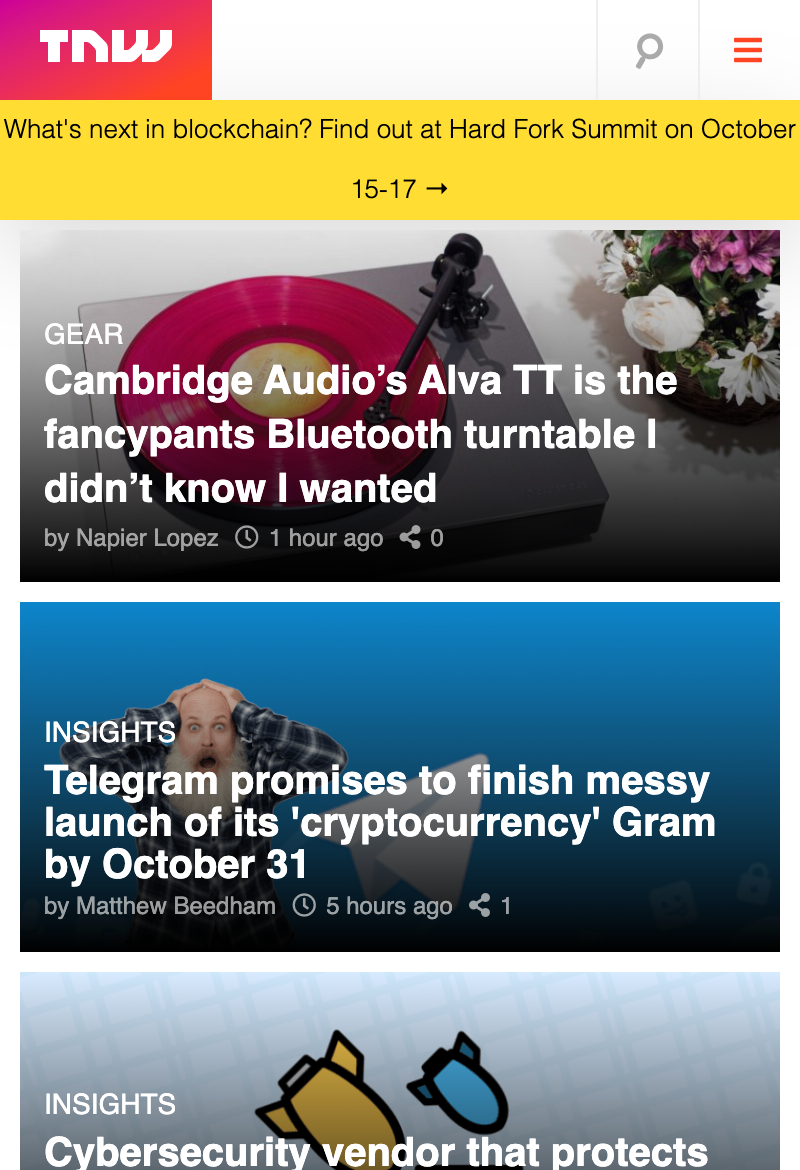 TNW
What's next in blockchain? Find out at Hard Fork Summit on October
15-17 →
GEAR
Cambridge Audio’s Alva TT is the
fancypants Bluetooth turntable I
didn’t know I wanted
by Napier Lopez 1 hour ago 0
INSIGHTS
Telegram promises to finish messy
launch of its 'cryptocurrency' Gram
by October 31
by Matthew Beedham 5 hours ago 1
INSIGHTS
Cybersecurity vendor that protects